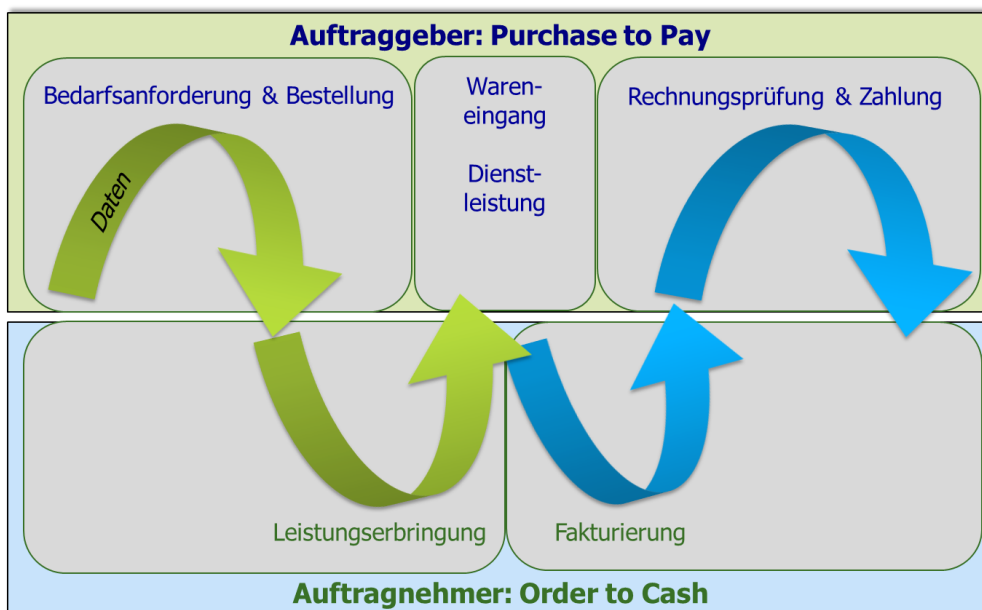 Auftraggeber: Purchase to Pay
Bedarfsanforderung & Bestellung
Waren-
eingang
Dienst-
leistung
Rechnungsprüfung & Zahlung
Daten
Leistungserbringung
Fakturierung
Auftragnehmer: Order to Cash